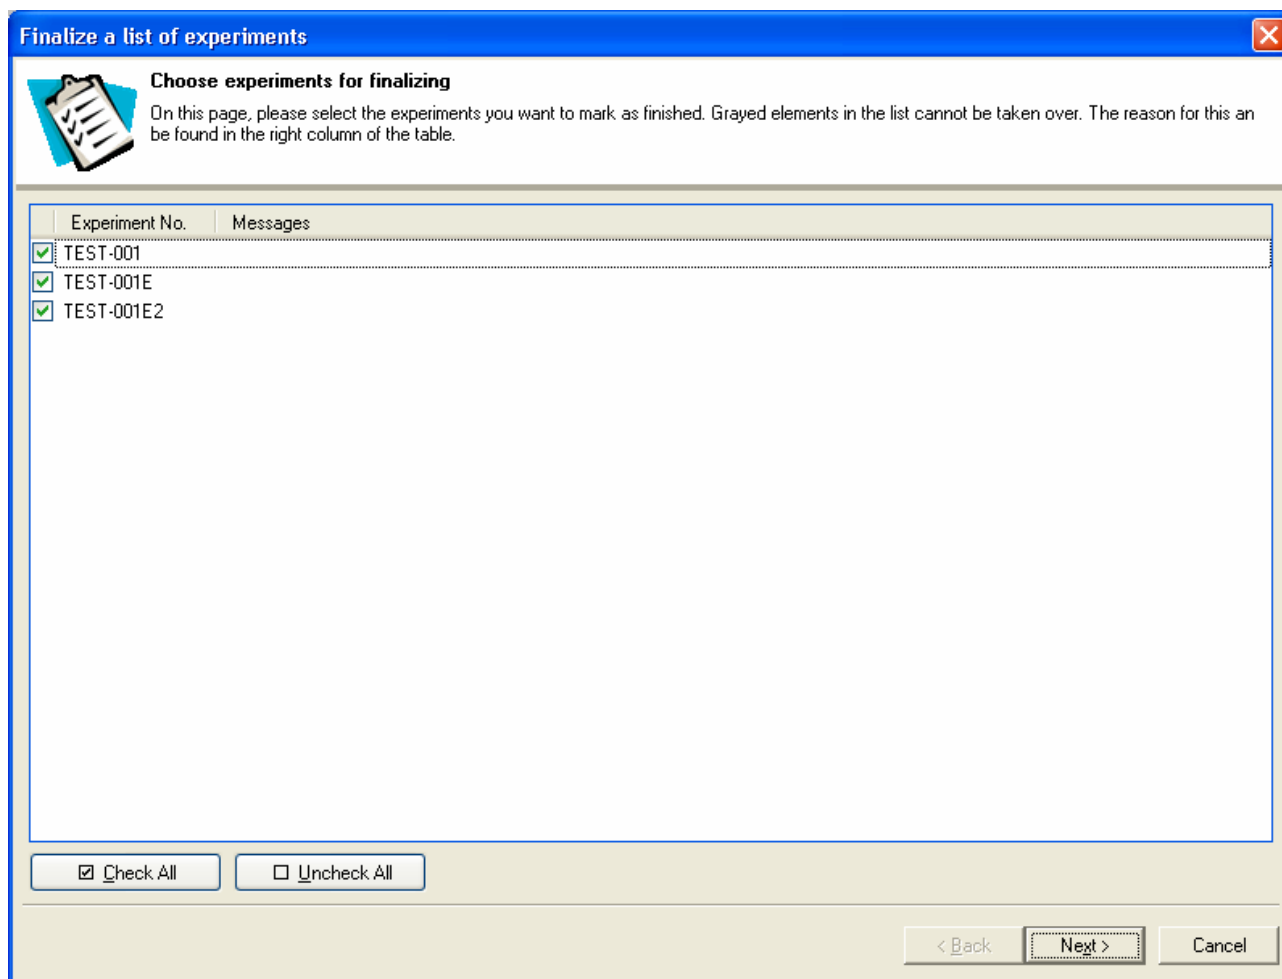 Finalize a list of experiments
Choose experiments for finalizing
On this page, please select the experiments you want to mark as finished. Grayed elements in the list cannot be taken over. The reason for this an
be found in the right column of the table.
Experiment No. Messages
TEST-001
TEST-001E
TEST-001E2
Check All Uncheck All
< Back Next > Cancel